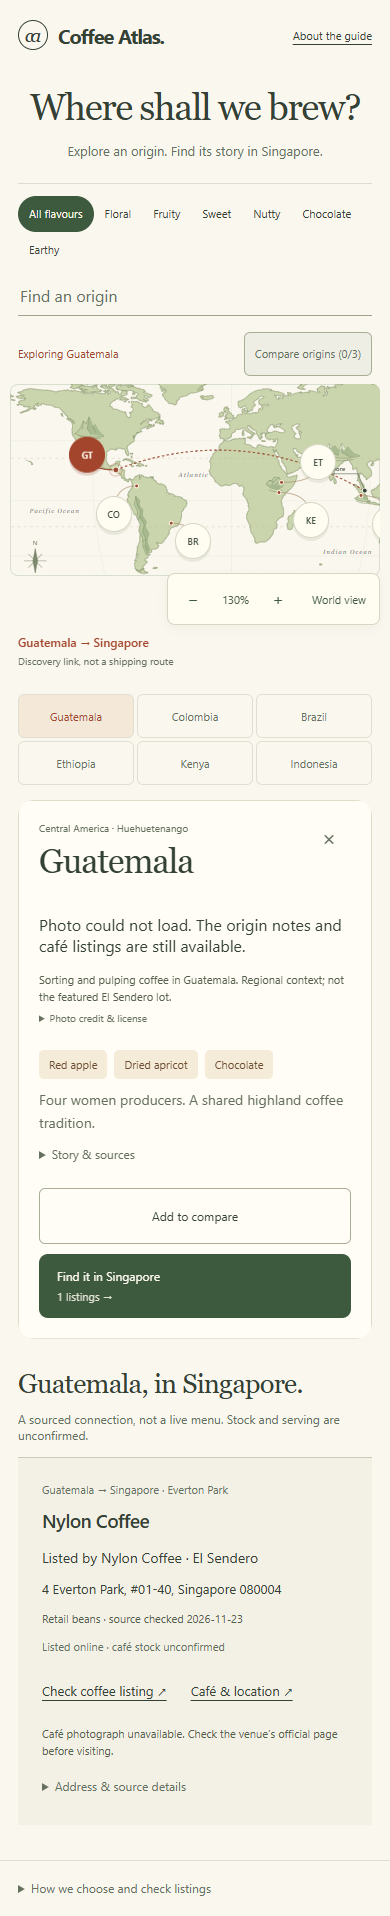 œa Coffee Atlas. About the guide
Where shall we brew?
Explore an origin. Find its story in Singapore.
All flavours Floral Fruity Sweet Nutty Chocolate
Earthy
Find an origin
Exploring Guatemala Compare origins (0/3)
GT
ET
ore
Atlantic
Pacific Ocean
CO
KE
BR
N
Indian Ocean
− 130% + World view
Guatemala → Singapore
Discovery link, not a shipping route
Guatemala Colombia Brazil
Ethiopia Kenya Indonesia
Central America · Huehuetenango
×
Guatemala
Photo could not load. The origin notes and
café listings are still available.
Sorting and pulping coffee in Guatemala. Regional context; not
the featured El Sendero lot.
▶ Photo credit & license
Red apple Dried apricot Chocolate
Four women producers. A shared highland coffee
tradition.
▶ Story & sources
Add to compare
Find it in Singapore
1 listings →
Guatemala, in Singapore.
A sourced connection, not a live menu. Stock and serving are
unconfirmed.
Guatemala → Singapore · Everton Park
Nylon Coffee
Listed by Nylon Coffee · El Sendero
4 Everton Park, #01-40, Singapore 080004
Retail beans · source checked 2026-11-23
Listed online · café stock unconfirmed
Check coffee listing ↗ Café & location ↗
Café photograph unavailable. Check the venue's official page
before visiting.
▶ Address & source details
▶ How we choose and check listings